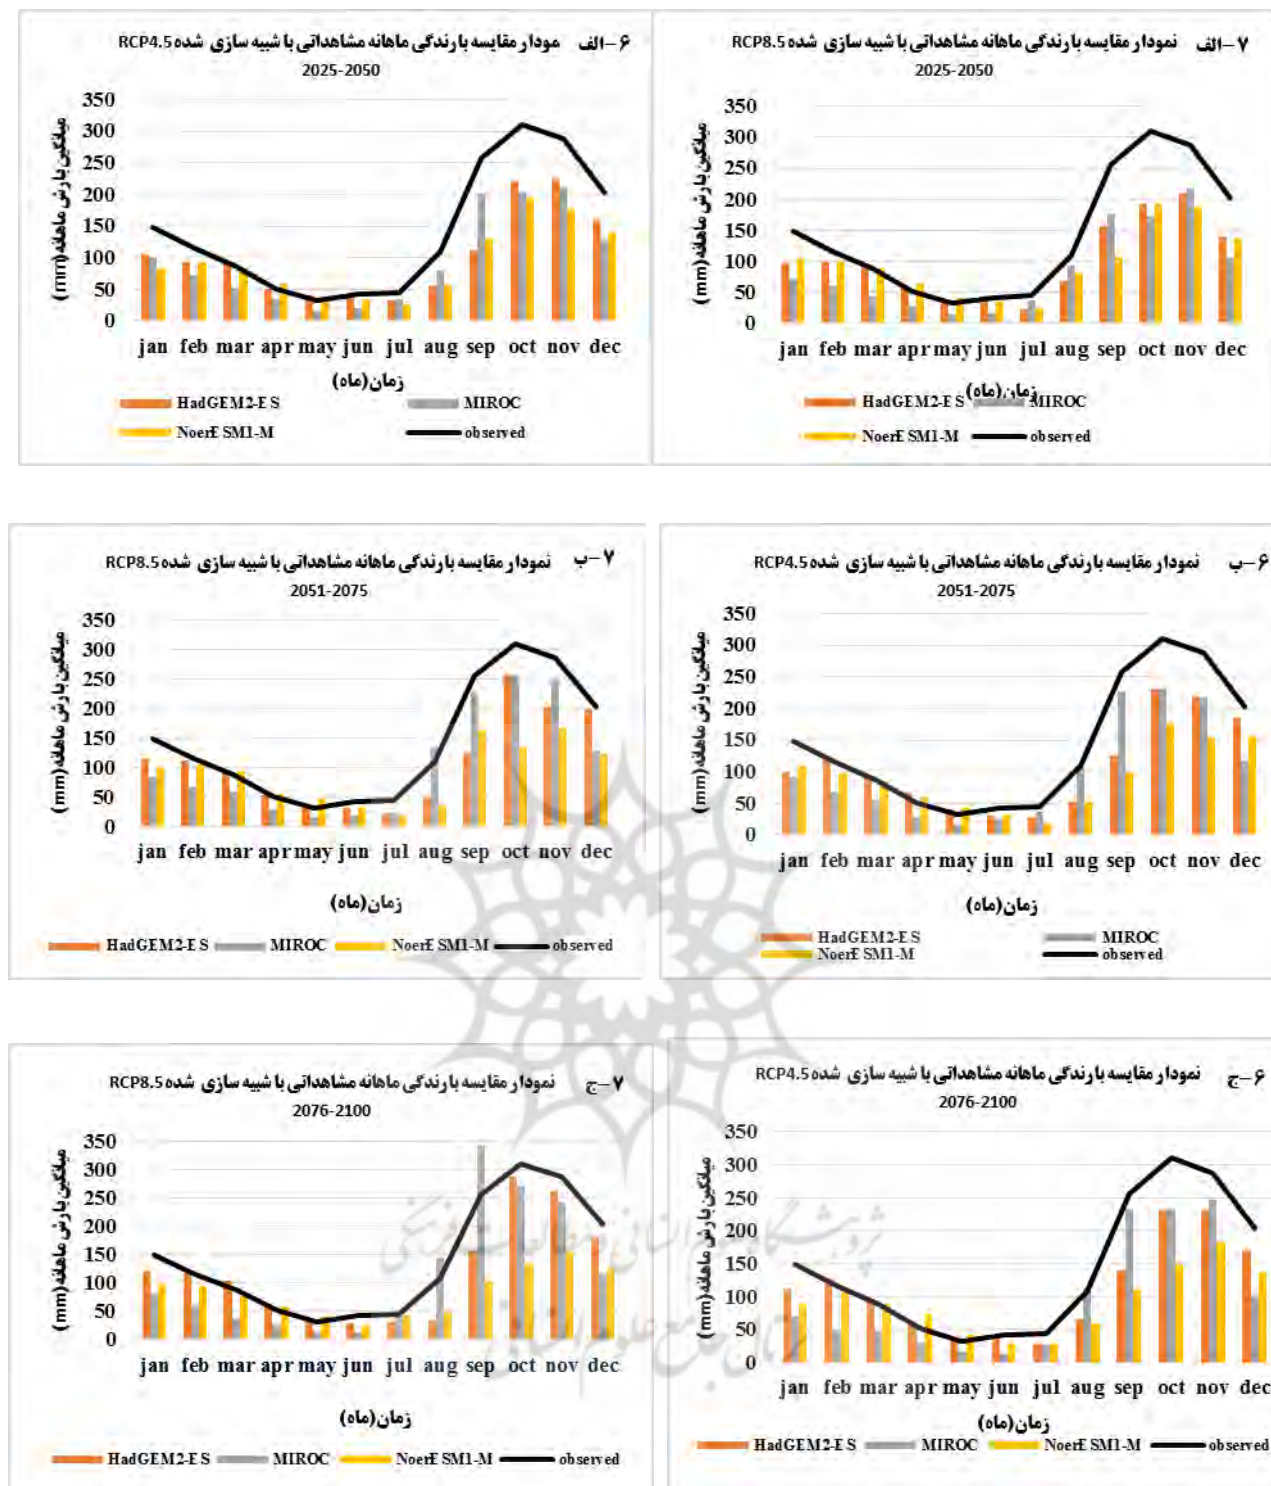 ۶-الف مودار مقایسه بارندگی ماهانه مشاهداتی با شبیه سازی شده RCP4.5
2025-2050
350
300
250
200
150
100
50
0
میانگین بارش ماهانه (mm)
jan feb mar apr may jun jul aug sep oct nov dec
زمان(ماه)
HadGEM2-ES MIROC
NoerESM1-M observed
۷-الف نمودار مقایسه بارندگی ماهانه مشاهداتی با شبیه سازی شده RCP8.5
2025-2050
350
300
250
200
150
100
50
0
میانگین بارش ماهانه (mm)
jan feb mar apr may jun jul aug sep oct nov dec
زمان(ماه)
HadGEM2-ES MIROC
NoerESM1-M observed
۷-ب نمودار مقایسه بارندگی ماهانه مشاهداتی با شبیه سازی شده RCP8.5
2051-2075
350
300
250
200
150
100
50
0
میانگین بارش ماهانه (mm)
jan feb mar apr may jun jul aug sep oct nov dec
زمان(ماه)
HadGEM2-ES MIROC NoerESM1-M observed
۶-ب نمودار مقایسه بارندگی ماهانه مشاهداتی با شبیه سازی شده RCP4.5
2051-2075
350
300
250
200
150
100
50
0
میانگین بارش ماهانه (mm)
jan feb mar apr may jun jul aug sep oct nov dec
زمان(ماه)
HadGEM2-ES MIROC
NoerESM1-M observed
۷-ج نمودار مقایسه بارندگی ماهانه مشاهداتی با شبیه سازی شده RCP8.5
2076-2100
350
300
250
200
150
100
50
0
میانگین بارش ماهانه (mm)
jan feb mar apr may jun jul aug sep oct nov dec
زمان(ماه)
HadGEM2-ES MIROC NoerESM1-M observed
۶-ج نمودار مقایسه بارندگی ماهانه مشاهداتی با شبیه سازی شده RCP4.5
2076-2100
350
300
250
200
150
100
50
0
میانگین بارش ماهانه (mm)
jan feb mar apr may jun jul aug sep oct nov dec
زمان(ماه)
HadGEM2-ES MIROC NoerESM1-M observed